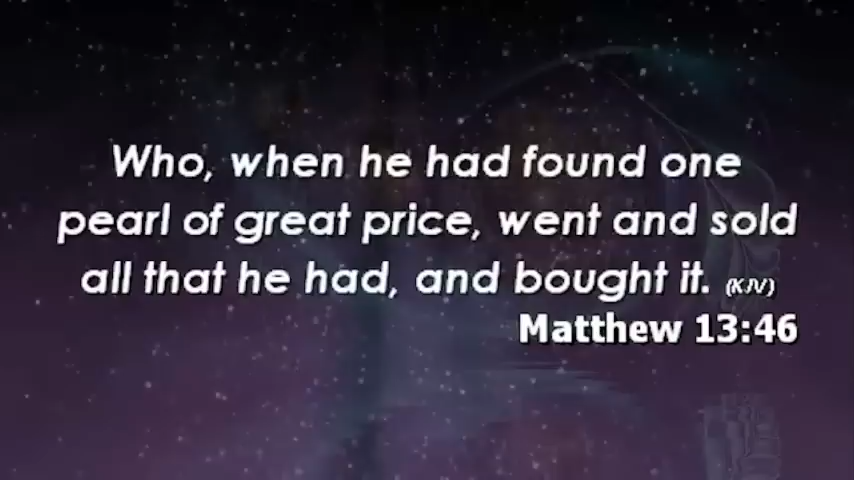 Who, when he had found one
pearl of great price, went and sold
all that he had, and bought it. (KJV)
Matthew 13:46